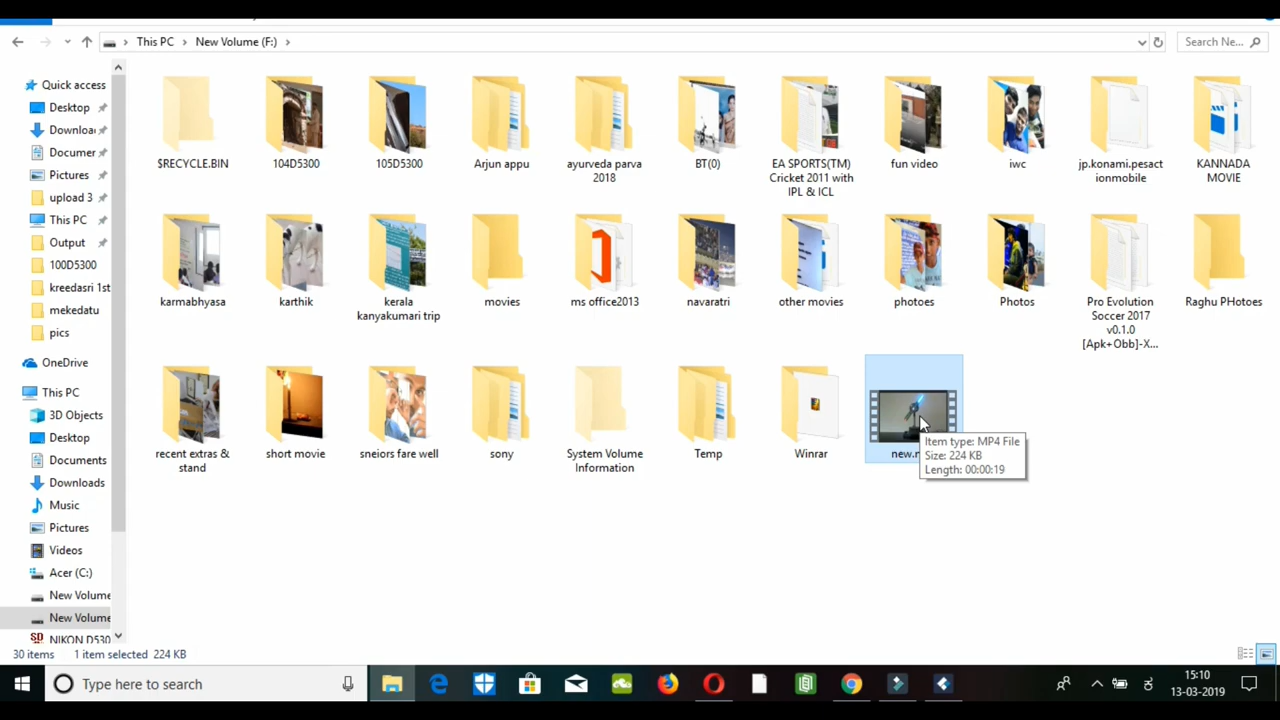 This PC
New Volume (F:)
Search Ne...
Quick access
Desktop
Downloa
Documer
Pictures
upload 3
This PC
Output
100D5300
kreedasri 1st
mekedatu
pics
OneDrive
This PC
3D Objects
Desktop
Documents
Downloads
Music
Pictures
Videos
Acer (C:)
New Volume
New Volume
NIKON D530
$RECYCLE.BIN
104D5300
105D5300
Arjun appu
ayurveda parva
2018
BT(0)
EA SPORTS(TM)
Cricket 2011 with
IPL & ICL
fun video
iwc
jp.konami.pesact
ionmobile
KANNADA
MOVIE
karmabhyasa
karthik
kerala
kanyakumari trip
movies
ms office2013
navaratri
other movies
photoes
Photos
Pro Evolution
Soccer 2017
v0.1.0
[Apk+Obb]-X...
Raghu PHotoes
recent extras &
stand
short movie
sneiors fare well
sony
System Volume
Information
Temp
Winrar
new.
Item type: MP4 File
Size: 224 KB
Length: 00:00:19
30 items
1 item selected 224 KB
Type here to search
ಕ
15:10
13-03-2019